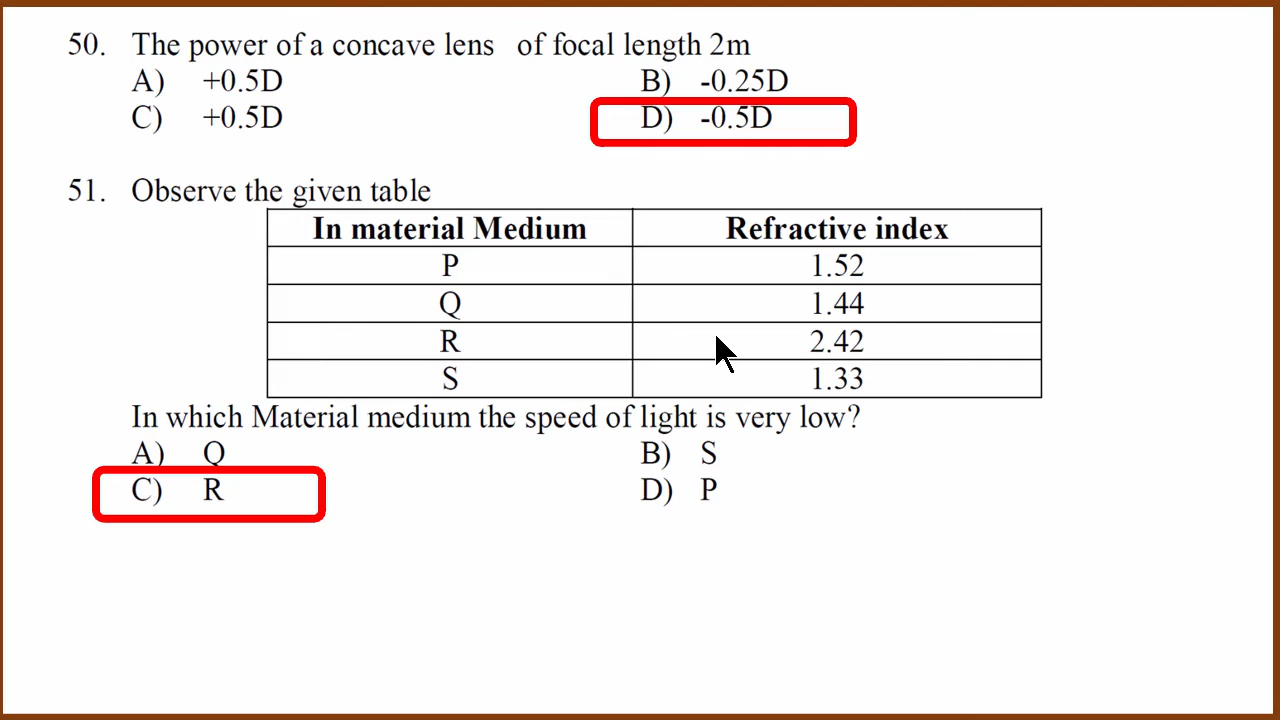 50. The power of a concave lens of focal length 2m
A) +0.5D B) -0.25D
C) +0.5D D) -0.5D
51. Observe the given table
In material Medium Refractive index
P 1.52
Q 1.44
R 2.42
S 1.33
In which Material medium the speed of light is very low?
A) Q B) S
C) R D) P